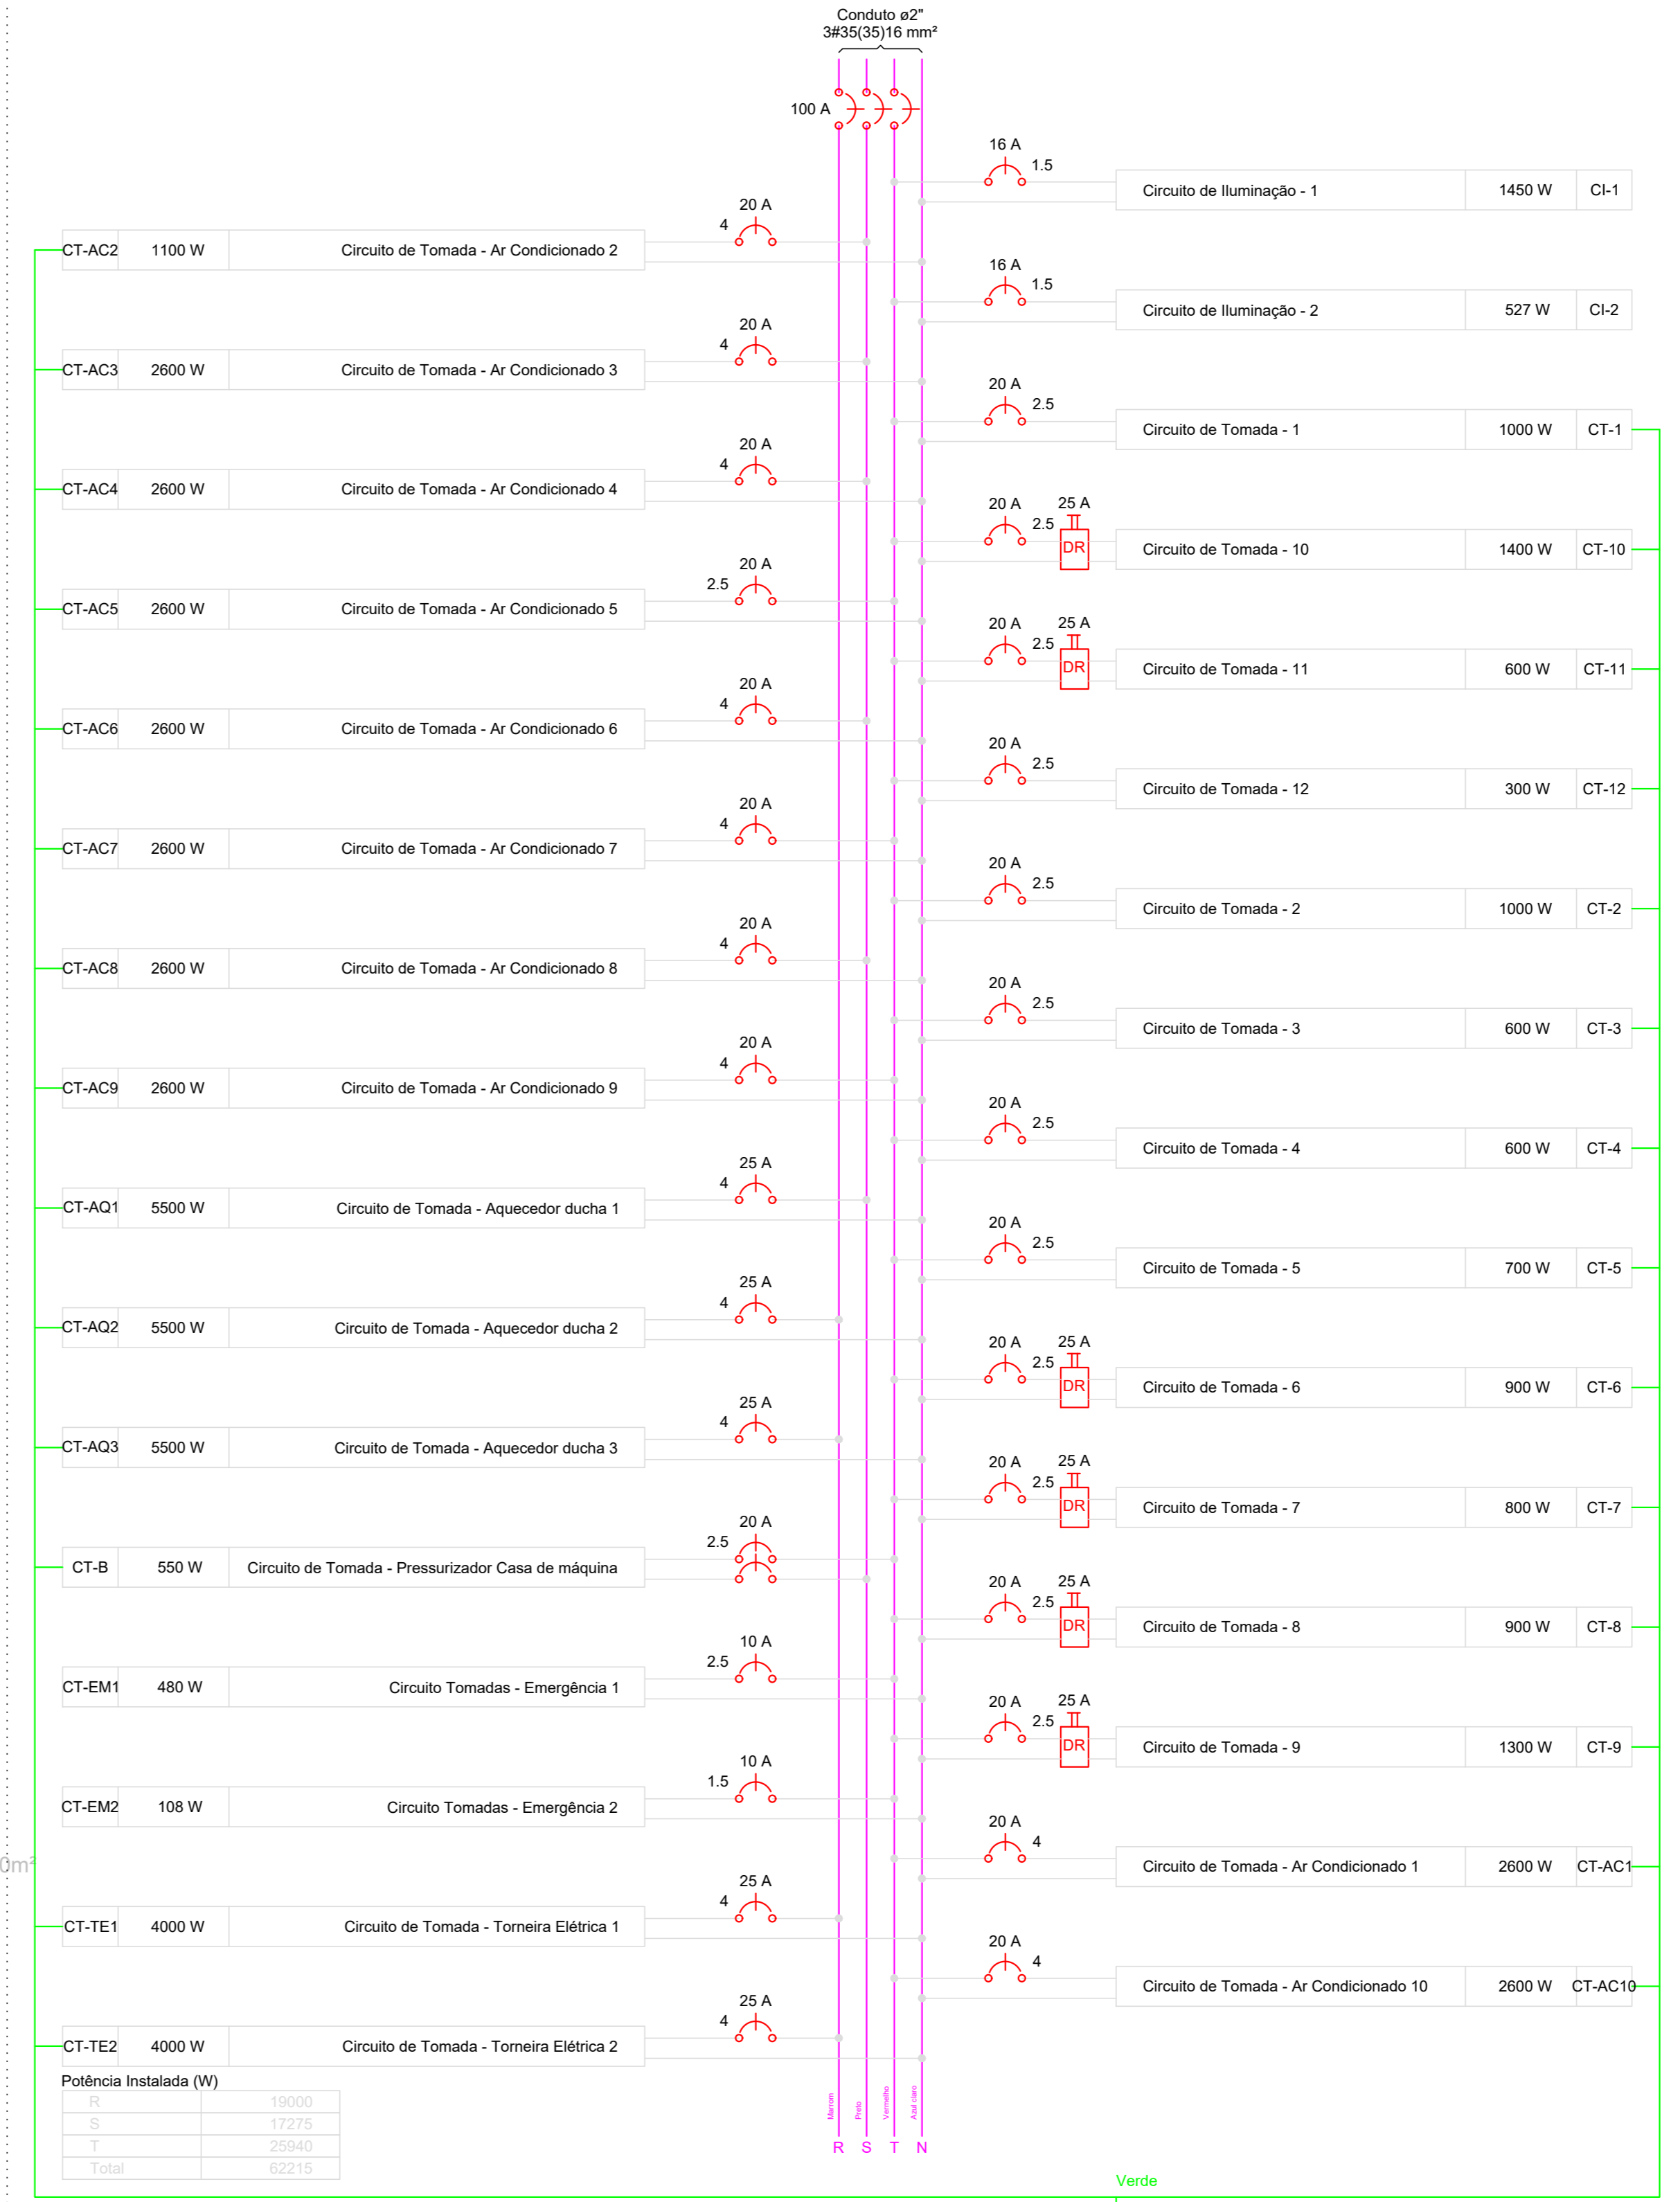 Conduto ø2"
3#35(35)16 mm²
100 A
16 A
1.5
Circuito de Iluminação - 1 1450 W CI-1
20 A
4
CT-AC2 1100 W Circuito de Tomada - Ar Condicionado 2
16 A
1.5
Circuito de Iluminação - 2 527 W CI-2
20 A
4
CT-AC3 2600 W Circuito de Tomada - Ar Condicionado 3
20 A
2.5
Circuito de Tomada - 1 1000 W CT-1
20 A
4
CT-AC4 2600 W Circuito de Tomada - Ar Condicionado 4
20 A 25 A
2.5
DR
Circuito de Tomada - 10 1400 W CT-10
20 A
2.5
CT-AC5 2600 W Circuito de Tomada - Ar Condicionado 5
20 A 25 A
2.5
DR
Circuito de Tomada - 11 600 W CT-11
20 A
4
CT-AC6 2600 W Circuito de Tomada - Ar Condicionado 6
20 A
2.5
Circuito de Tomada - 12 300 W CT-12
20 A
4
CT-AC7 2600 W Circuito de Tomada - Ar Condicionado 7
20 A
2.5
Circuito de Tomada - 2 1000 W CT-2
20 A
4
CT-AC8 2600 W Circuito de Tomada - Ar Condicionado 8
20 A
2.5
Circuito de Tomada - 3 600 W CT-3
20 A
4
CT-AC9 2600 W Circuito de Tomada - Ar Condicionado 9
20 A
2.5
Circuito de Tomada - 4 600 W CT-4
25 A
4
CT-AQ1 5500 W Circuito de Tomada - Aquecedor ducha 1
20 A
2.5
Circuito de Tomada - 5 700 W CT-5
25 A
4
CT-AQ2 5500 W Circuito de Tomada - Aquecedor ducha 2
20 A 25 A
2.5
DR
Circuito de Tomada - 6 900 W CT-6
25 A
4
CT-AQ3 5500 W Circuito de Tomada - Aquecedor ducha 3
20 A 25 A
2.5
DR
Circuito de Tomada - 7 800 W CT-7
20 A
2.5
CT-B 550 W Circuito de Tomada - Pressurizador Casa de máquina
20 A 25 A
2.5
DR
Circuito de Tomada - 8 900 W CT-8
10 A
2.5
CT-EM1 480 W Circuito Tomadas - Emergência 1
20 A 25 A
2.5
DR
Circuito de Tomada - 9 1300 W CT-9
10 A
1.5
CT-EM2 108 W Circuito Tomadas - Emergência 2
20 A
4
0m²
Circuito de Tomada - Ar Condicionado 1 2600 W CT-AC1
25 A
4
CT-TE1 4000 W Circuito de Tomada - Torneira Elétrica 1
20 A
4
Circuito de Tomada - Ar Condicionado 10 2600 W CT-AC10
25 A
4
CT-TE2 4000 W Circuito de Tomada - Torneira Elétrica 2
Potência Instalada (W)
R 19000
S 17275
T 25940
Total 62215
Marrom Preto Vermelho Azul claro
R S T N
Verde